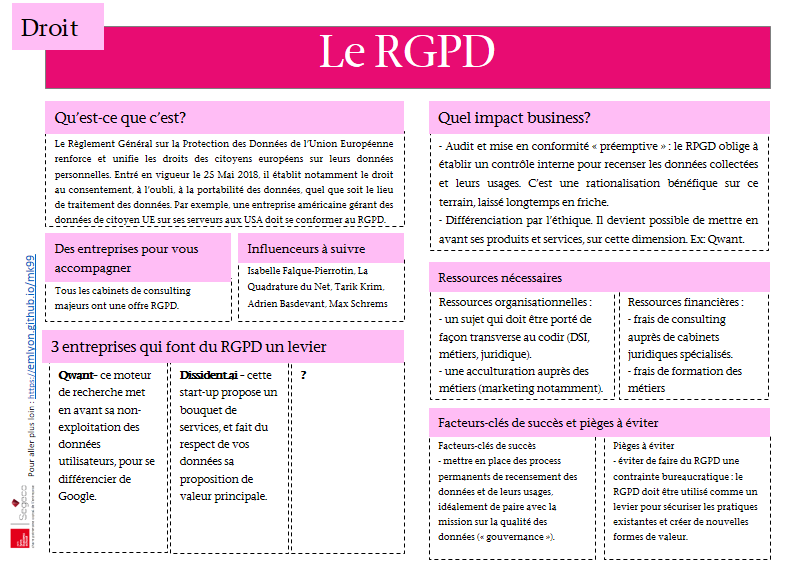 Droit
Le RGPD
Qu'est-ce que c'est?
Le Règlement Général sur la Protection des Données de l'Union Européenne
renforce et unifie les droits des citoyens européens sur leurs données
personnelles. Entré en vigueur le 25 Mai 2018, il établit notamment le droit
au consentement, à l'oubli, à la portabilité des données, quel que soit le lieu
de traitement des données. Par exemple, une entreprise américaine gérant des
données de citoyen UE sur ses serveurs aux USA doit se conformer au RGPD.
Des entreprises pour vous
accompagner
Tous les cabinets de consulting
majeurs ont une offre RGPD.
Influenceurs à suivre
Isabelle Falque-Pierrotin, La
Quadrature du Net, Tarik Krim,
Adrien Basdevant, Max Schrems
3 entreprises qui font du RGPD un levier
Qwant- ce moteur
de recherche met
en avant sa non-
exploitation des
données
utilisateurs, pour se
différencier de
Google.
Dissident.ai - cette
start-up propose un
bouquet de
services, et fait du
respect de vos
données sa
proposition de
valeur principale.
?
Quel impact business?
- Audit et mise en conformité « préemptive » : le RPGD oblige à
établir un contrôle interne pour recenser les données collectées
et leurs usages. C'est une rationalisation bénéfique sur ce
terrain, laissé longtemps en friche.
- Différenciation par l'éthique. Il devient possible de mettre en
avant ses produits et services, sur cette dimension. Ex: Qwant.
Ressources nécessaires
Ressources organisationnelles :
- un sujet qui doit être porté de
façon transverse au codir (DSI,
métiers, juridique).
- une acculturation auprès des
métiers (marketing notamment).
Ressources financières :
- frais de consulting
auprès de cabinets
juridiques spécialisés.
- frais de formation des
métiers
Facteurs-clés de succès et pièges à éviter
Facteurs-clés de succès
- mettre en place des process
permanents de recensement des
données et de leurs usages,
idéalement de paire avec la
mission sur la qualité des
données (« gouvernance »).
Pièges à éviter
- éviter de faire du RGPD une
contrainte bureaucratique : le
RGPD doit être utilisé comme un
levier pour sécuriser les pratiques
existantes et créer de nouvelles
formes de valeur.
Pour aller plus loin : https://emlyon.github.io/mk99
Segeco